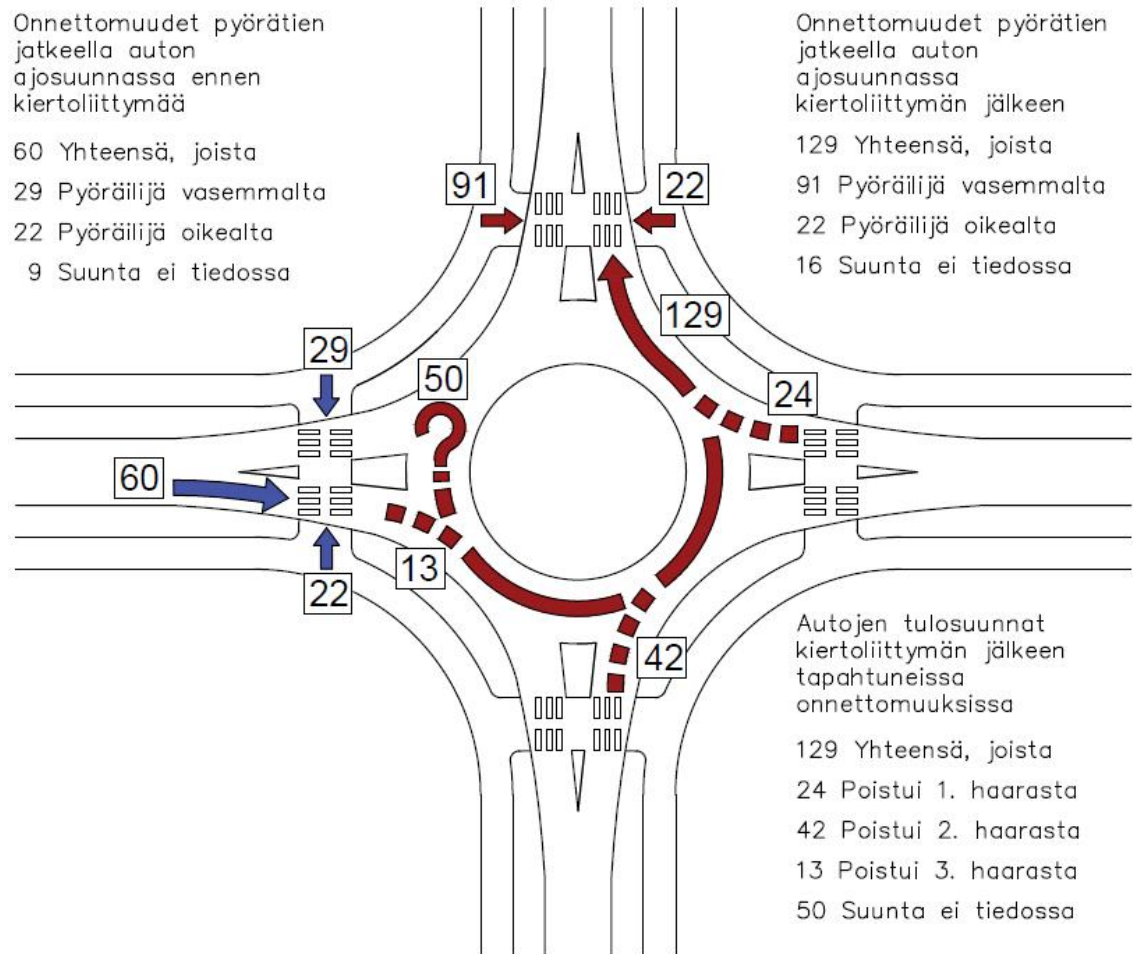 Onnettomuudet pyörätien
jatkeella auton
ajosuunnassa ennen
kiertoliittymää
60 Yhteensä, joista
29 Pyöräilijä vasemmalta
22 Pyöräilijä oikealta
9 Suunta ei tiedossa
Onnettomuudet pyörätien
jatkeella auton
ajosuunnassa
kiertoliittymän jälkeen
129 Yhteensä, joista
91 Pyöräilijä vasemmalta
22 Pyöräilijä oikealta
16 Suunta ei tiedossa
91
22
129
29
50
24
60
13
22
42
Autojen tulosuunnat
kiertoliittymän jälkeen
tapahtuneissa
onnettomuuksissa
129 Yhteensä, joista
24 Poistui 1. haarasta
42 Poistui 2. haarasta
13 Poistui 3. haarasta
50 Suunta ei tiedossa